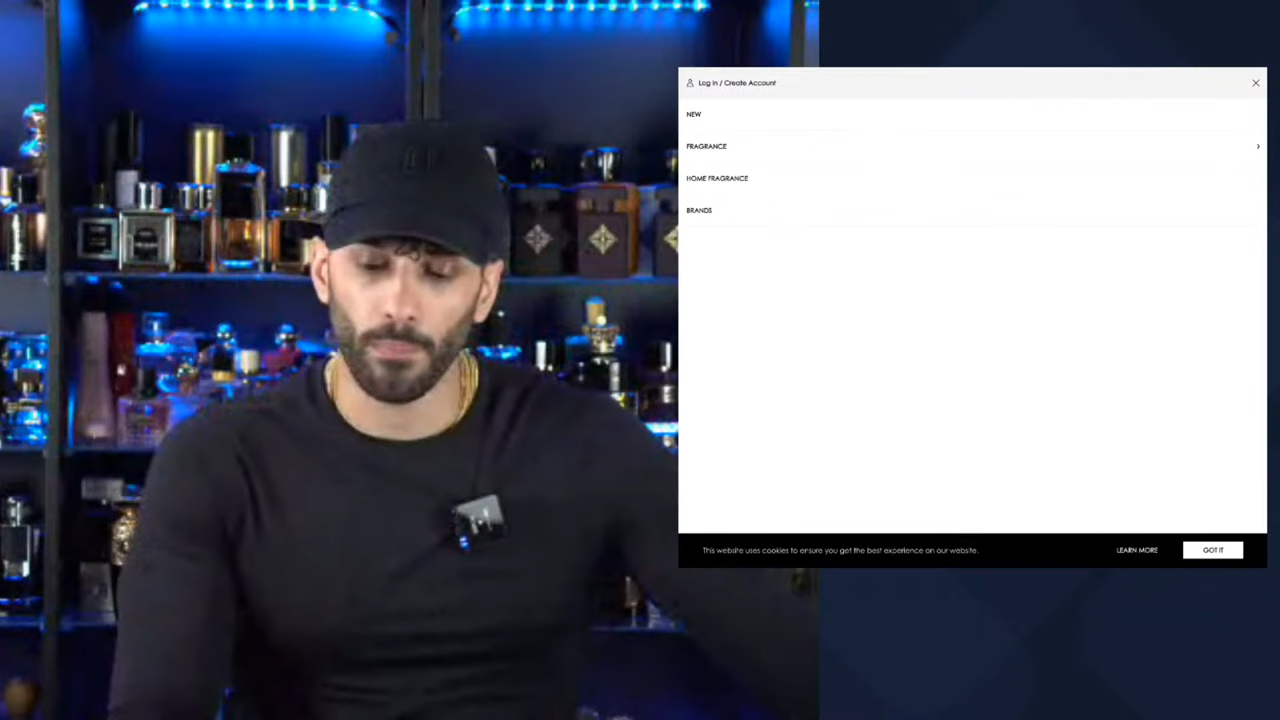 Log in / Create Account
NEW
FRAGRANCE
HOME FRAGRANCE
BRANDS
This website uses cookies to ensure you get the best experience on our website.
LEARN MORE
GOT IT